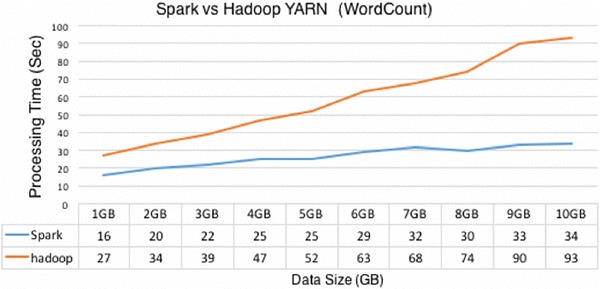 Spark vs Hadoop YARN (WordCount)
Processing Time (Sec)
100
90
80
70
60
50
40
30
20
10
0
1GB 2GB 3GB 4GB 5GB 6GB 7GB 8GB 9GB 10GB
Spark 16 20 22 25 25 29 32 30 33 34
hadoop 27 34 39 47 52 63 68 74 90 93
Data Size (GB)